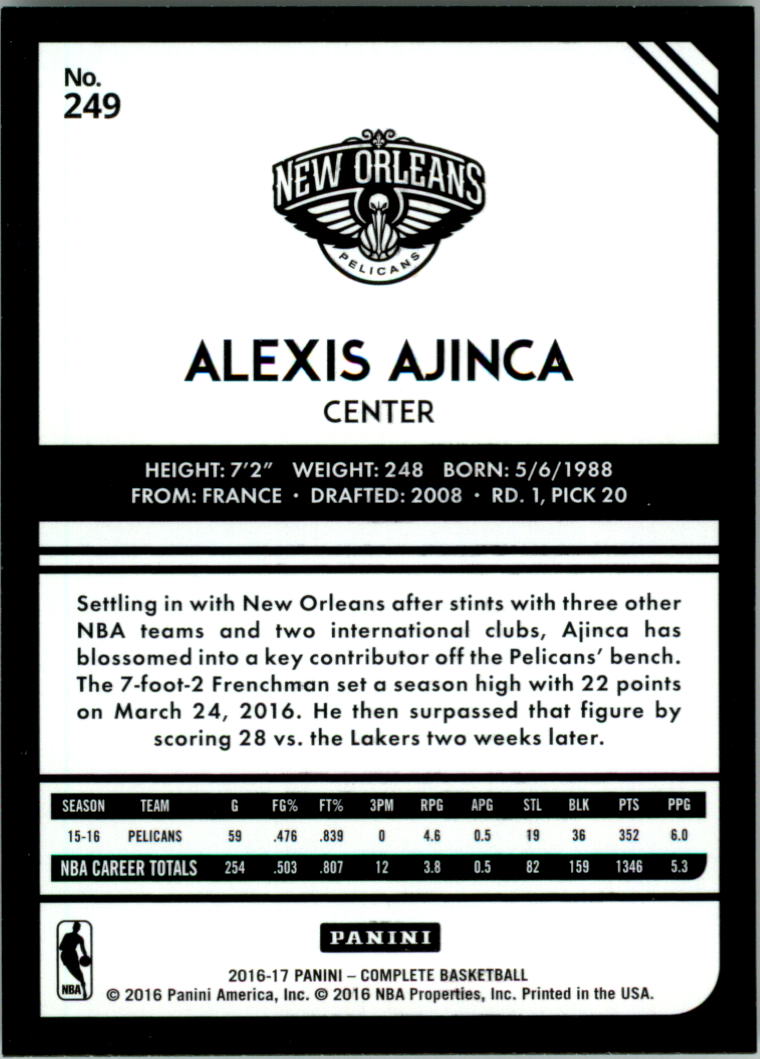 No.
249
NEW ORLEANS
PELICANS
ALEXIS AJINCA
CENTER
HEIGHT: 7'2" WEIGHT: 248 BORN: 5/6/1988
FROM: FRANCE · DRAFTED: 2008 · RD. 1, PICK 20
Settling in with New Orleans after stints with three other
NBA teams and two international clubs, Ajinca has
blossomed into a key contributor off the Pelicans' bench.
The 7-foot-2 Frenchman set a season high with 22 points
on March 24, 2016. He then surpassed that figure by
scoring 28 vs. the Lakers two weeks later.
SEASON TEAM G FG% FT% 3PM RPG APG STL BLK PTS PPG
15-16 PELICANS 59 .476 .839 0 4.6 0.5 19 36 352 6.0
NBA CAREER TOTALS 254 .503 .807 12 3.8 0.5 82 159 1346 5.3
PANINI
NBA
2016-17 PANINI – COMPLETE BASKETBALL
© 2016 Panini America, Inc. © 2016 NBA Properties, Inc. Printed in the USA.